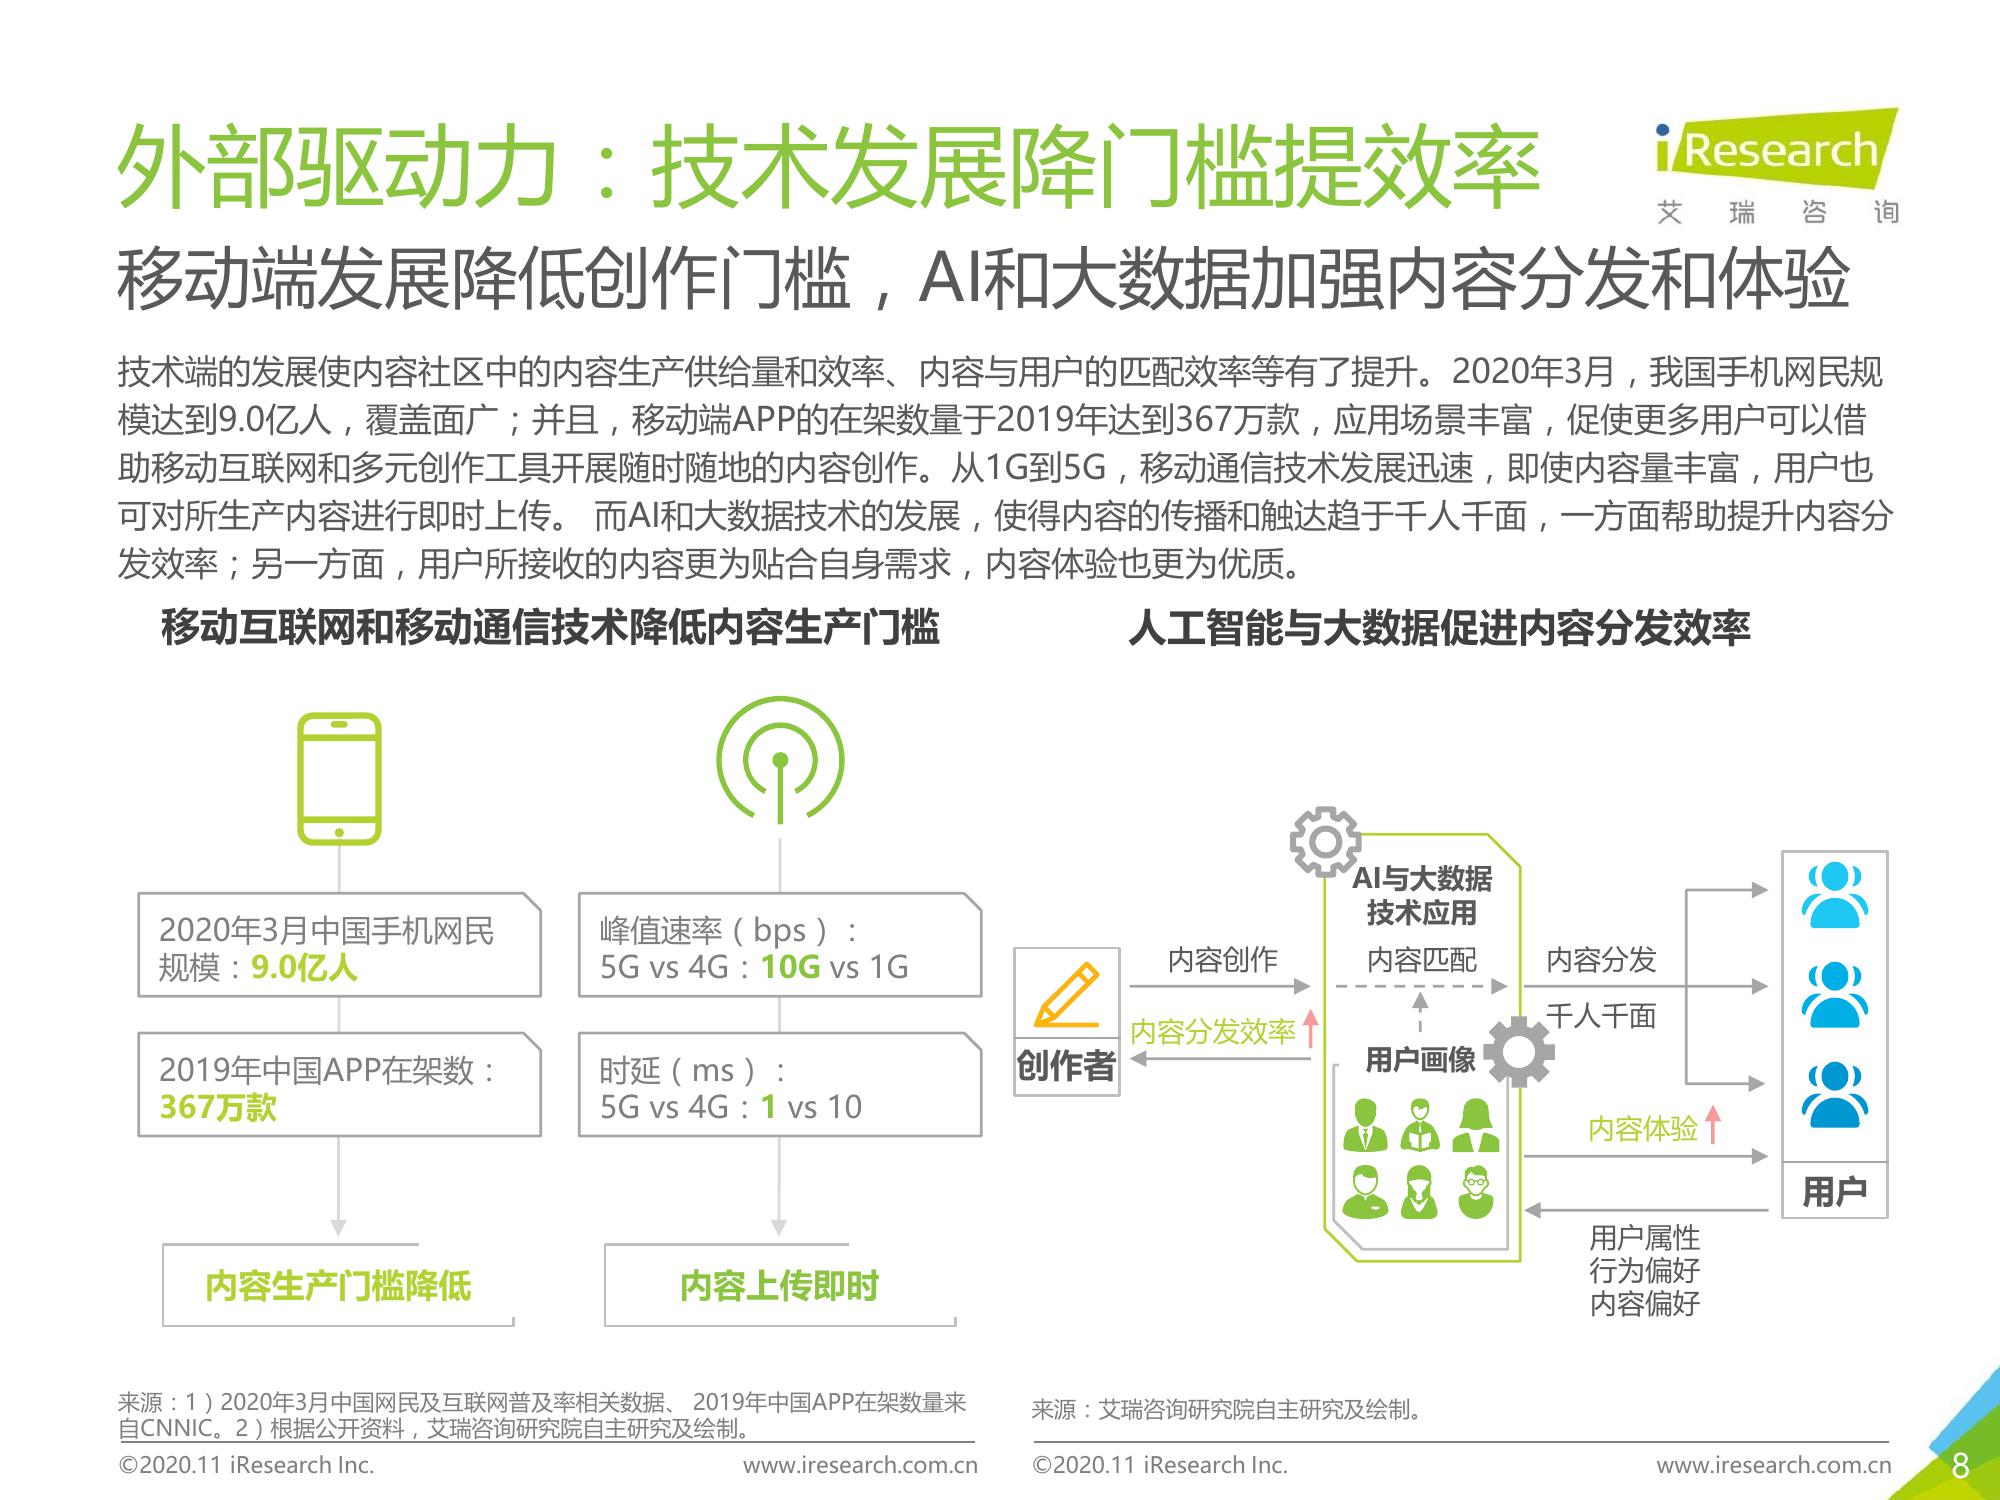 外部驱动力：技术发展降门槛提效率
iResearch
艾瑞咨询
移动端发展降低创作门槛，AI和大数据加强内容分发和体验
技术端的发展使内容社区中的内容生产供给量和效率、内容与用户的匹配效率等有了提升。2020年3月，我国手机网民规
模达到9.0亿人，覆盖面广；并且，移动端APP的在架数量于2019年达到367万款，应用场景丰富，促使更多用户可以借
助移动互联网和多元创作工具开展随时随地的内容创作。从1G到5G，移动通信技术发展迅速，即使内容量丰富，用户也
可对所生产内容进行即时上传。 而AI和大数据技术的发展，使得内容的传播和触达趋于千人千面，一方面帮助提升内容分
发效率；另一方面，用户所接收的内容更为贴合自身需求，内容体验也更为优质。
移动互联网和移动通信技术降低内容生产门槛
2020年3月中国手机网民
规模：9.0亿人
2019年中国APP在架数：
367万款
内容生产门槛降低
峰值速率（bps）：
5G vs 4G：10G vs 1G
时延（ms）：
5G vs 4G：1 vs 10
内容上传即时
人工智能与大数据促进内容分发效率
创作者
内容创作
内容分发效率
AI与大数据
技术应用
内容匹配
用户画像
内容分发
千人千面
内容体验
用户
用户属性
行为偏好
内容偏好
来源：1）2020年3月中国网民及互联网普及率相关数据、 2019年中国APP在架数量来
自CNNIC。2）根据公开资料，艾瑞咨询研究院自主研究及绘制。
来源：艾瑞咨询研究院自主研究及绘制。
©2020.11 iResearch Inc.
www.iresearch.com.cn
©2020.11 iResearch Inc.
www.iresearch.com.cn
8